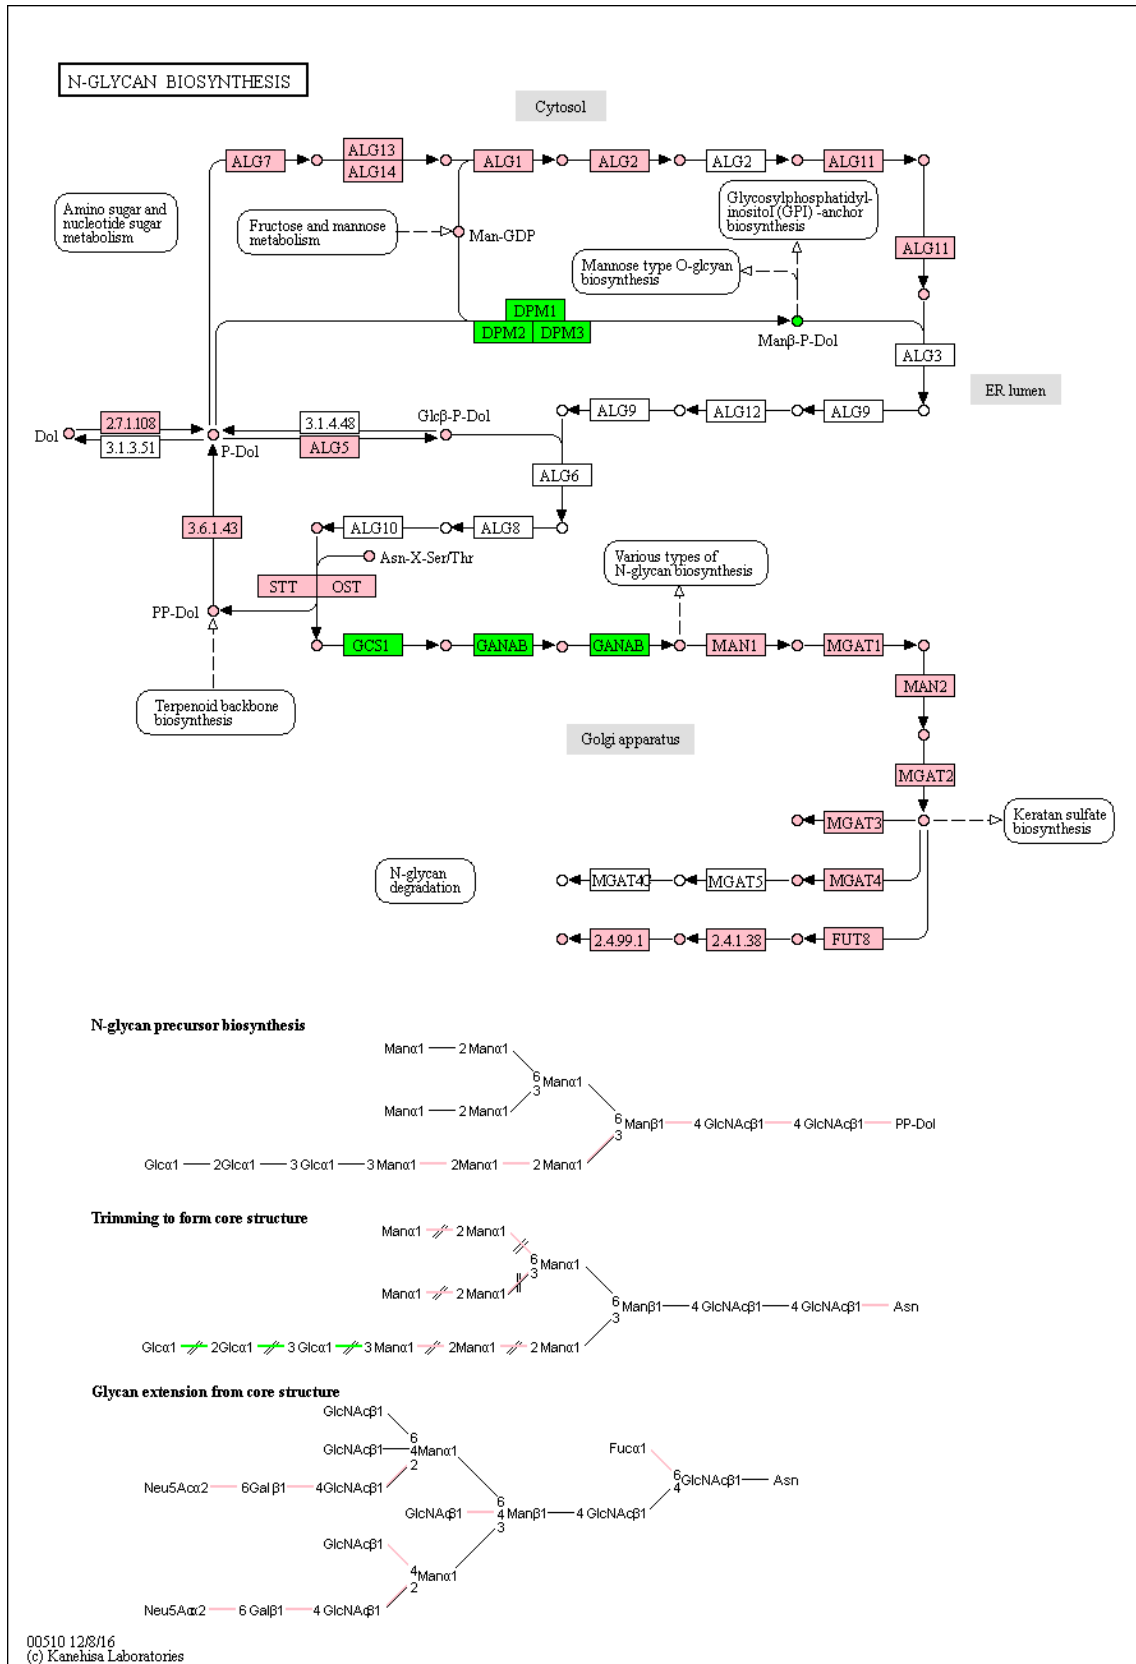 N-GLYCAN BIOSYNTHESIS
Cytosol
ALG7
ALG13
ALG14
ALG1
ALG2
ALG2
ALG11
Amino sugar and
nucleotide sugar
metabolism
Fructose and mannose
metabolism
Man-GDP
Glycosylphosphatidyl-
inositol (GPI) -anchor
biosynthesis
ALG11
Mannose type O-glcyan
biosynthesis
DPM1
DPM2
DPM3
Manβ-P-Dol
ALG3
ER lumen
Dol
2.7.1.108
3.1.3.51
P-Dol
3.1.4.48
ALG5
Glcβ-P-Dol
ALG9
ALG12
ALG9
ALG6
3.6.1.43
ALG10
ALG8
Asn-X-Ser/Thr
STT
OST
Various types of
N-glycan biosynthesis
PP-Dol
GCS1
GANAB
GANAB
MAN1
MGAT1
MAN2
Terpenoid backbone
biosynthesis
Golgi apparatus
MGAT2
MGAT3
Keratan sulfate
biosynthesis
N-glycan
degradation
MGAT4C
MGAT5
MGAT4
2.4.99.1
2.4.1.38
FUT8
N-glycan precursor biosynthesis
Manα1 2 Manα1
6 Manα1
3
Manα1 2 Manα1
6 Manβ1 4 GlcNAcβ1 4 GlcNAcβ1 PP-Dol
3
Glcα1 2Glcα1 3 Glcα1 3 Manα1 2Manα1 2 Manα1
Trimming to form core structure
Manα1 2 Manα1
6 Manα1
3
Manα1 2 Manα1
6 Manβ1 4 GlcNAcβ1 4 GlcNAcβ1 Asn
3
Glcα1 2Glcα1 3 Glcα1 3 Manα1 2Manα1 2 Manα1
Glycan extension from core structure
GlcNAcβ1
6
GlcNAcβ1 4Manα1
2
Neu5Acα2 6Galβ1 4GlcNAcβ1
Fucα1
6GlcNAcβ1 Asn
4
6
GlcNAcβ1 4 Manβ1 4 GlcNAcβ1
3
GlcNAcβ1
4Manα1
2
Neu5Acα2 6 Galβ1 4 GlcNAcβ1
00510 12/8/16
(c) Kanehisa Laboratories